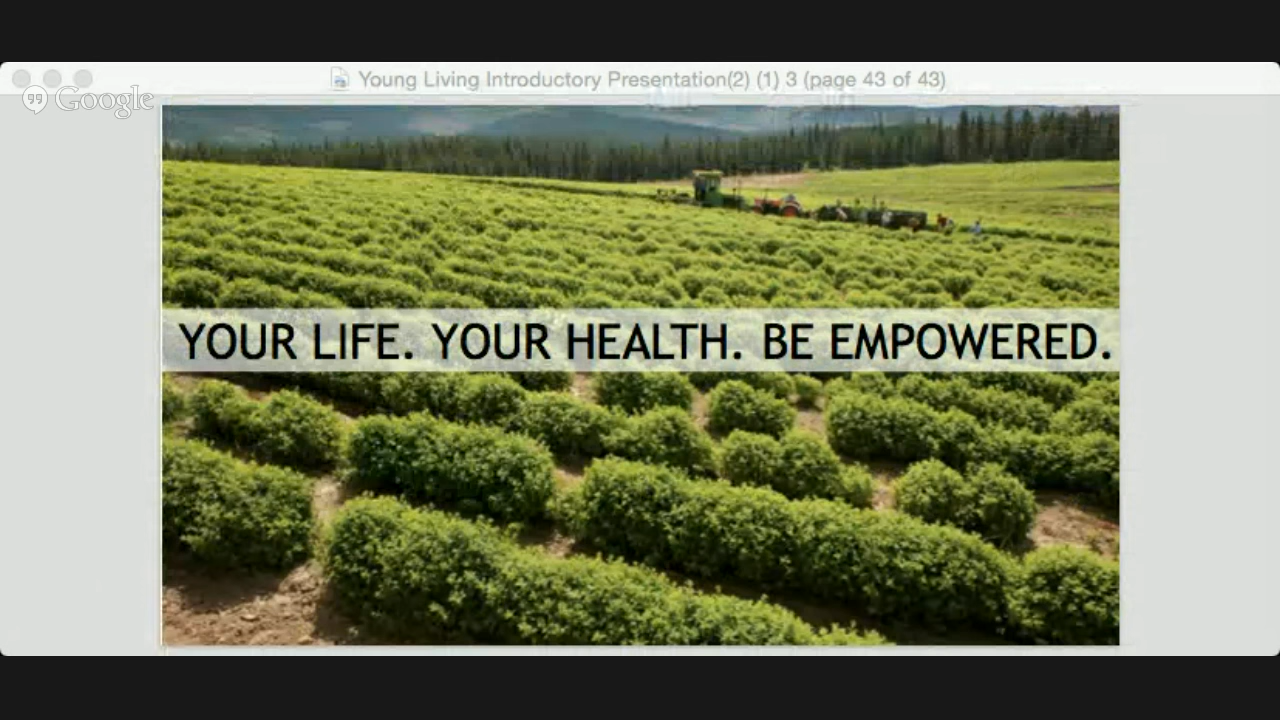 Young Living Introductory Presentation(2) (1) 3 (page 43 of 43)
Google
YOUR LIFE. YOUR HEALTH. BE EMPOWERED.